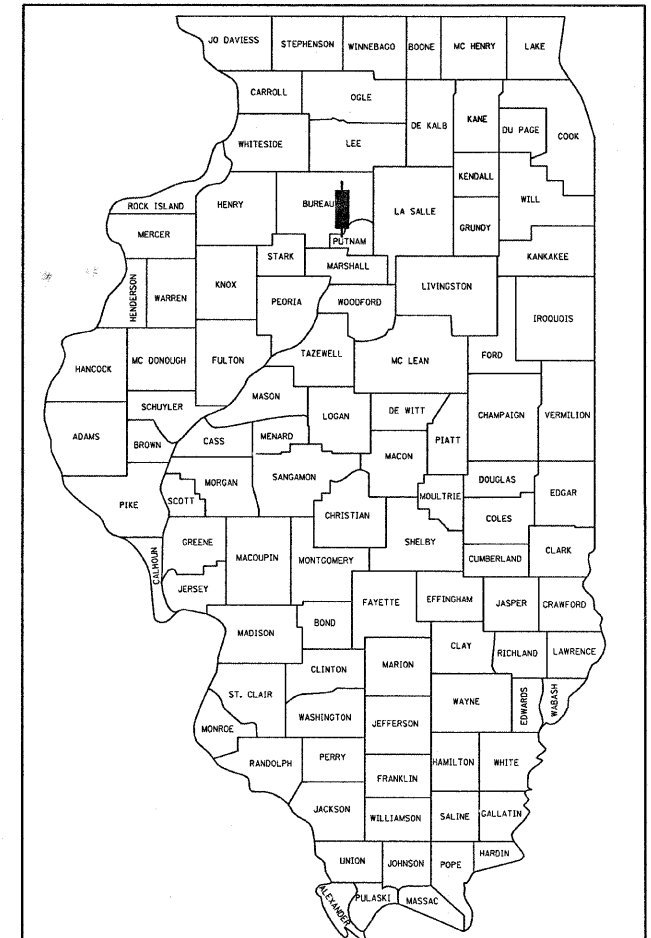 JO DAVIESS
STEPHENSON
WINNEBAGO
BOONE
MC HENRY
LAKE
CARROLL
OGLE
DE KALB
KANE
DU PAGE
COOK
WHITESIDE
LEE
KENDALL
WILL
ROCK ISLAND
HENRY
BUREAU
LA SALLE
GRUNDY
MERCER
PUTNAM
STARK
MARSHALL
KANKAKEE
HENDERSON
WARREN
KNOX
PEORIA
WOODFORD
LIVINGSTON
IROQUOIS
HANCOCK
MC DONOUGH
FULTON
TAZEWELL
MC LEAN
FORD
MASON
SCHUYLER
LOGAN
DE WITT
CHAMPAIGN
VERMILION
ADAMS
BROWN
CASS
MENARD
MACON
PIATT
PIKE
SCOTT
MORGAN
SANGAMON
MOULTRIE
DOUGLAS
EDGAR
CHRISTIAN
COLES
CALHOUN
GREENE
MACOUPIN
MONTGOMERY
SHELBY
CUMBERLAND
CLARK
JERSEY
FAYETTE
EFFINGHAM
JASPER
CRAWFORD
MADISON
BOND
CLAY
RICHLAND
LAWRENCE
CLINTON
MARION
ST. CLAIR
WAYNE
EDWARDS
WABASH
WASHINGTON
JEFFERSON
MONROE
RANDOLPH
PERRY
HAMILTON
WHITE
FRANKLIN
JACKSON
WILLIAMSON
SALINE
GALLATIN
UNION
JOHNSON
POPE
HARDIN
ALEXANDER
PULASKI
MASSAC